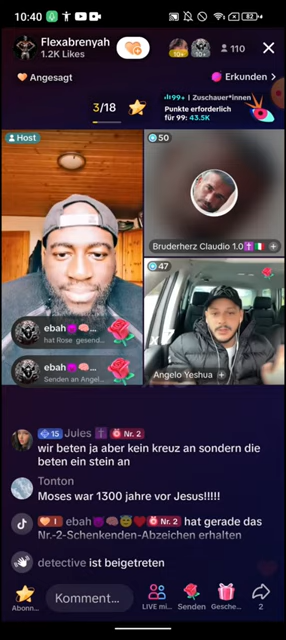 10:40
82
Flexabrenyah
1.2K Likes
10+
10+
110
Angesagt
Erkunden >
3/18
99+ | Zuschauer*innen
Punkte erforderlich
für 99: 43.5K
Host
50
Bruderherz Claudio 1.0
47
ebah
hat Rose gesend...
ebah
Senden an Angel...
Angelo Yeshua +
15 Jules Nr. 2
wir beten ja aber kein kreuz an sondern die
beten ein stein an
Tonton
Moses war 1300 jahre vor Jesus!!!!!
I ebah Nr. 2 hat gerade das
Nr.-2-Schenkenden-Abzeichen erhalten
detective ist beigetreten
Abonn...
Komment...
LIVE mi...
Senden
Gesche...
2